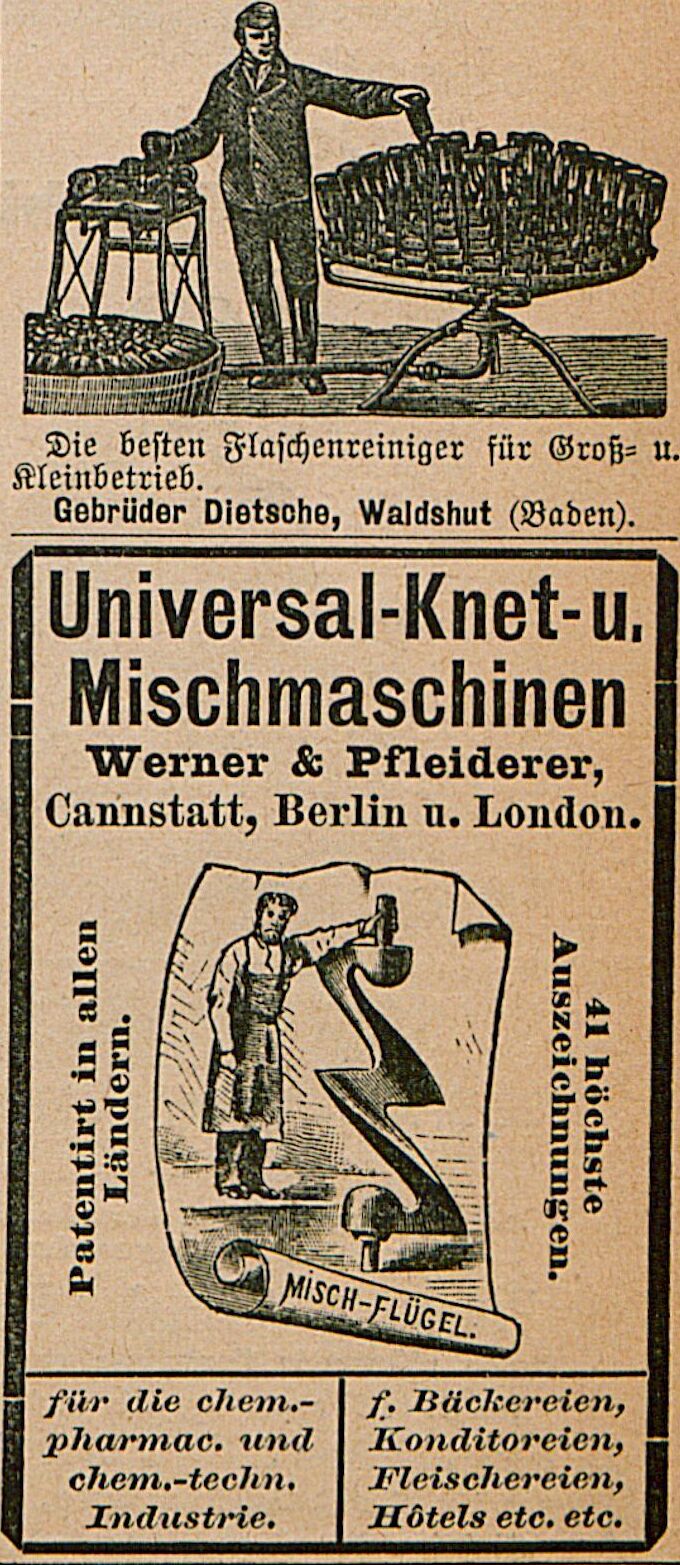 Die besten Flaschenreiniger für Groß- u.
Kleinbetrieb.
Gebrüder Dietsche, Waldshut (Baden).
Universal-Knet- u.
Mischmaschinen
Werner & Pfleiderer,
Cannstatt, Berlin u. London.
Patentirt in allen
Ländern.
MISCH-FLÜGEL.
41 höchste
Auszeichnungen.
für die chem.-
pharmac. und
chem.-techn.
Industrie.
f. Bäckereien,
Konditoreien,
Fleischereien,
Hôtels etc. etc.